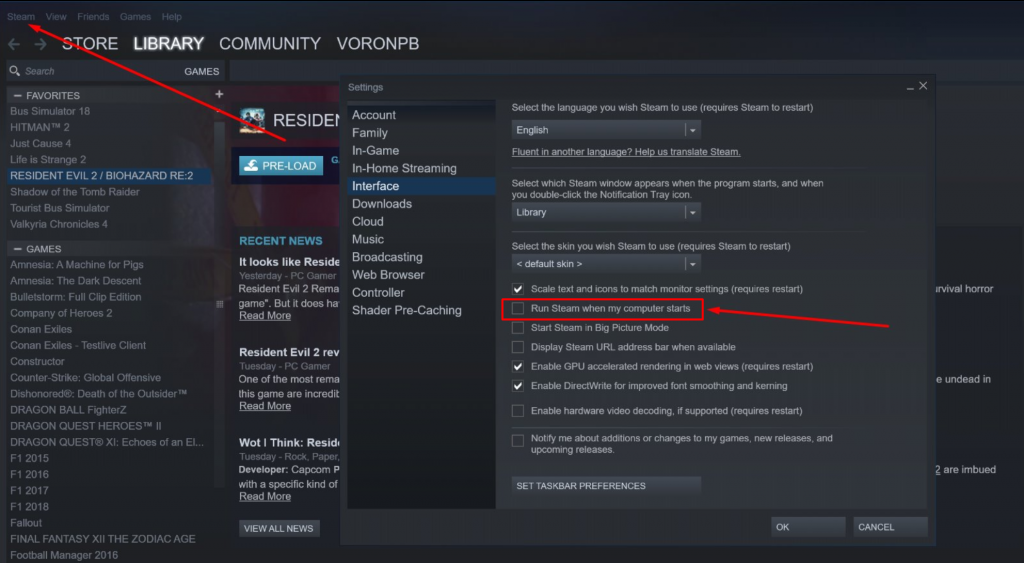 Steam View Friends Games Help
STORE LIBRARY COMMUNITY VORONPB
Search GAMES
FAVORITES
Bus Simulator 18
HITMAN™ 2
Just Cause 4
Life is Strange 2
RESIDENT EVIL 2 / BIOHAZARD RE:2
Shadow of the Tomb Raider
Tourist Bus Simulator
Valkyria Chronicles 4
GAMES
Amnesia: A Machine for Pigs
Amnesia: The Dark Descent
Bulletstorm: Full Clip Edition
Company of Heroes 2
Conan Exiles
Conan Exiles - Testlive Client
Constructor
Counter-Strike: Global Offensive
Dishonored®: Death of the Outsider™
DRAGON BALL FighterZ
DRAGON QUEST HEROES™ II
DRAGON QUEST® XI: Echoes of an El...
F1 2015
F1 2016
F1 2017
F1 2018
Fallout
FINAL FANTASY XII THE ZODIAC AGE
Football Manager 2016
RESIDEN
PRE-LOAD
RECENT NEWS
It looks like Reside
Yesterday - PC Gamer
Resident Evil 2 Rema
game". But it does ha
Read More
Resident Evil 2 rev
Tuesday - PC Gamer
One of the most rema
this game are incredib
Read More
Wot I Think: Reside
Tuesday - Rock, Paper,
Developer: Capcom P
with a specific kind of
Read More
VIEW ALL NEWS
Settings
Account
Family
In-Game
In-Home Streaming
Interface
Downloads
Cloud
Music
Broadcasting
Web Browser
Controller
Shader Pre-Caching
Select the language you wish Steam to use (requires Steam to restart)
English
Fluent in another language? Help us translate Steam.
Select which Steam window appears when the program starts, and when
you double-click the Notification Tray icon.
Library
Select the skin you wish Steam to use (requires Steam to restart)
< default skin >
Scale text and icons to match monitor settings (requires restart)
Run Steam when my computer starts
Start Steam in Big Picture Mode
Display Steam URL address bar when available
Enable GPU accelerated rendering in web views (requires restart)
Enable DirectWrite for improved font smoothing and kerning
Enable hardware video decoding, if supported (requires restart)
Notify me about additions or changes to my games, new releases, and
upcoming releases.
SET TASKBAR PREFERENCES
OK CANCEL
urvival horror
e undead in
2 are imbued